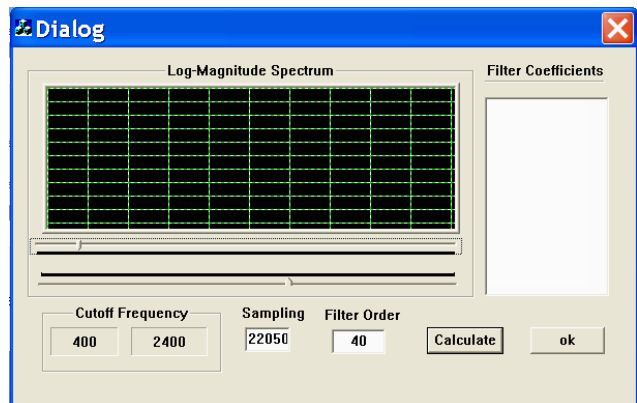 Dialog
Log-Magnitude Spectrum
Filter Coefficients
Cutoff Frequency
400
2400
Sampling
22050
Filter Order
40
Calculate
ok